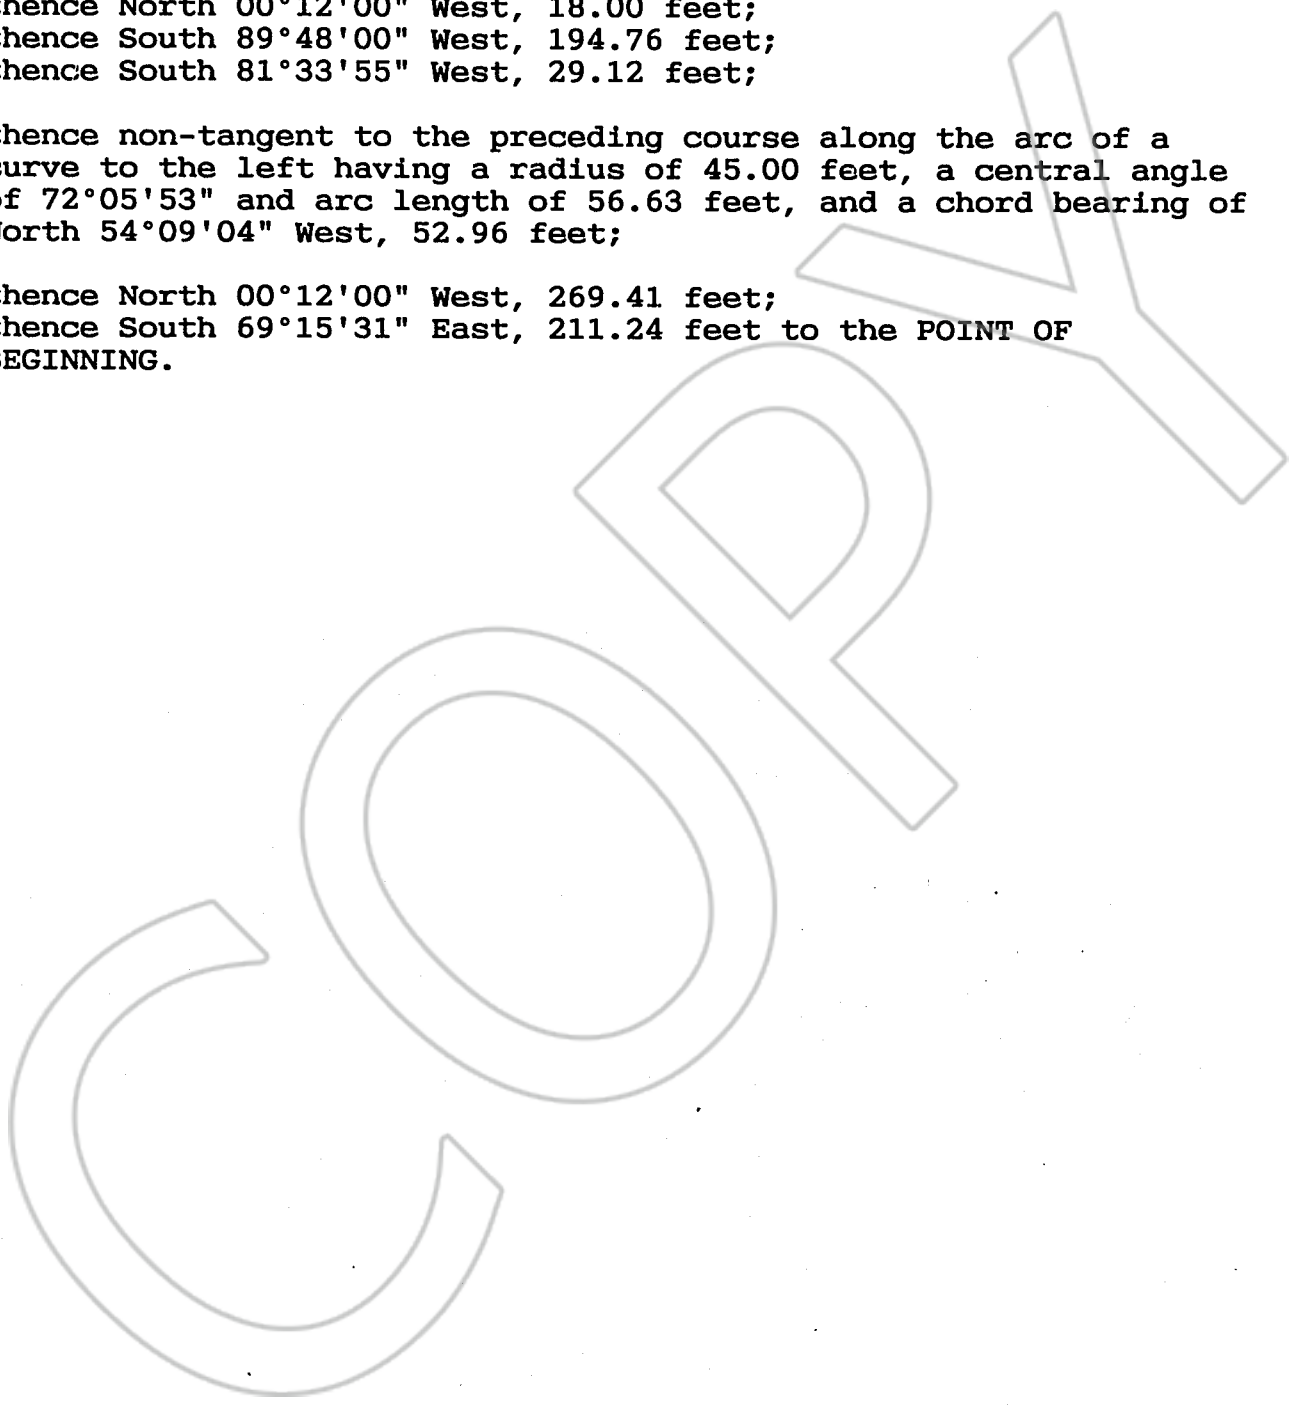 hence North 00°12'00" West, 18.00 feet;
hence South 89°48'00" West, 194.76 feet;
hence South 81°33'55" West, 29.12 feet;
hence non-tangent to the preceding course along the arc of a
urve to the left having a radius of 45.00 feet, a central angle
f 72°05'53" and arc length of 56.63 feet, and a chord bearing of
orth 54°09'04" West, 52.96 feet;
hence North 00°12'00" West, 269.41 feet;
hence South 69°15'31" East, 211.24 feet to the POINT OF
EGINNING.
COPY